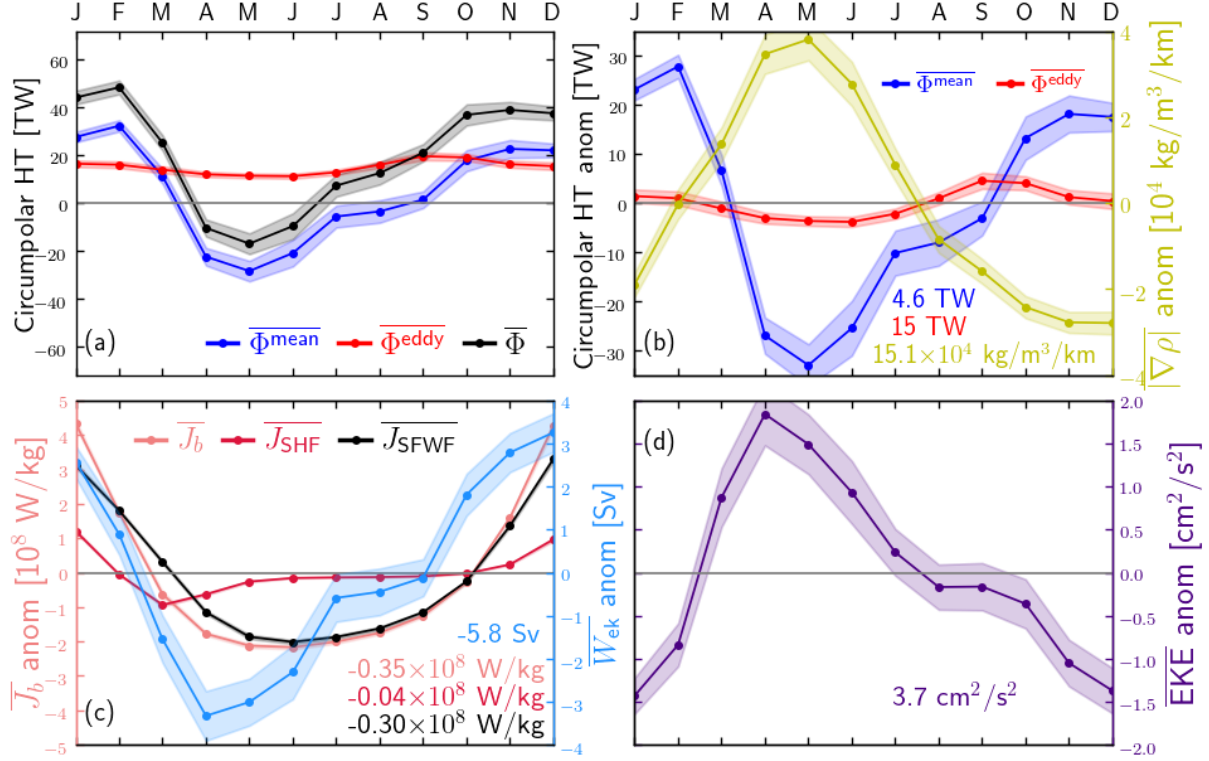 J F M A M J J A S O N D
J F M A M J J A S O N D
Circumpolar HT [TW]
60
40
20
0
−20
−40
−60
(a)
Φ^mean Φ^eddy Φ
Circumpolar HT anom [TW]
30
20
10
0
−10
−20
−30
Φ^mean Φ^eddy
(b)
4.6 TW
15 TW
15.1×10⁴ kg/m³/km
4
2
0
−2
−4
|∇ρ| anom [10⁴ kg/m³/km]
J_b anom [10⁸ W/kg]
5
4
3
2
1
0
−1
−2
−3
−4
−5
J_b J_SHF J_SFWF
(c)
-5.8 Sv
-0.35×10⁸ W/kg
-0.04×10⁸ W/kg
-0.30×10⁸ W/kg
4
3
2
1
0
−1
−2
−3
−4
W_ek anom [Sv]
(d)
3.7 cm²/s²
2.0
1.5
1.0
0.5
0.0
−0.5
−1.0
−1.5
−2.0
EKE anom [cm²/s²]